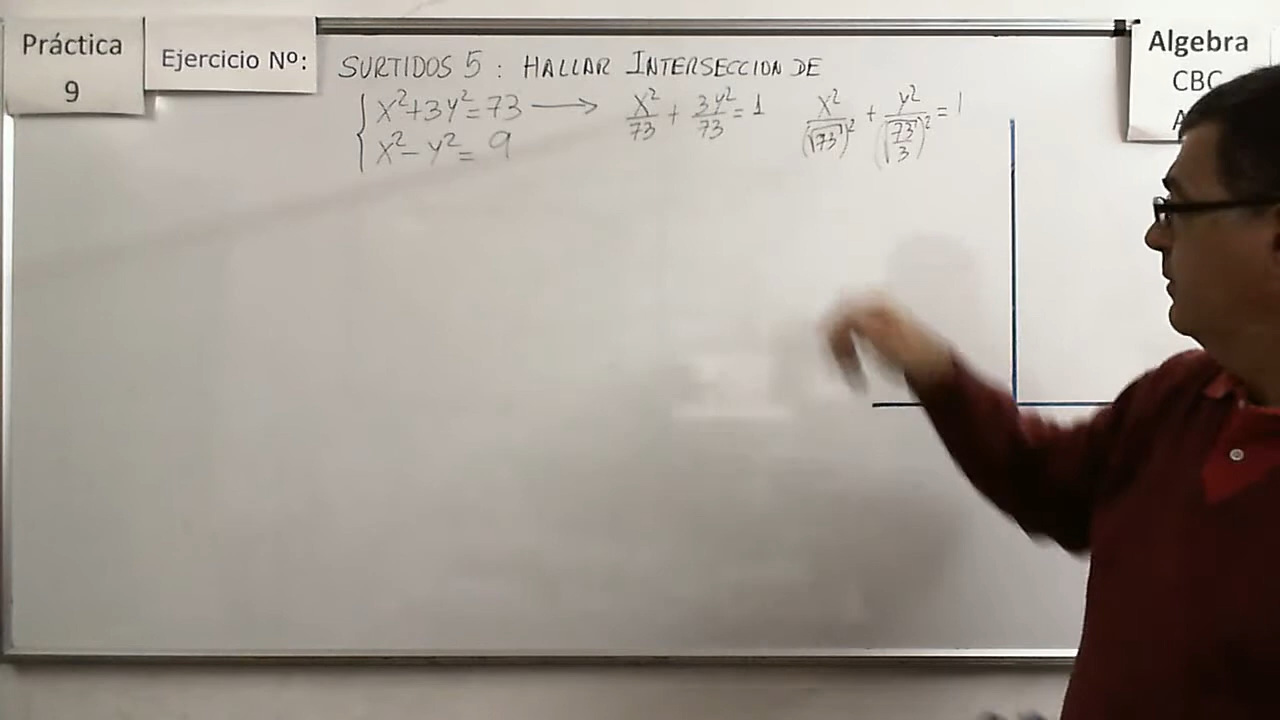 Práctica
9
Ejercicio Nº:
SURTIDOS 5 : HALLAR INTERSECCION DE
{ x²+3y²=73 → x²/73 + 3y²/73 = 1 x²/(√73)² + y²/(√73/3)² = 1
x²-y²= 9
Algebra
CBC